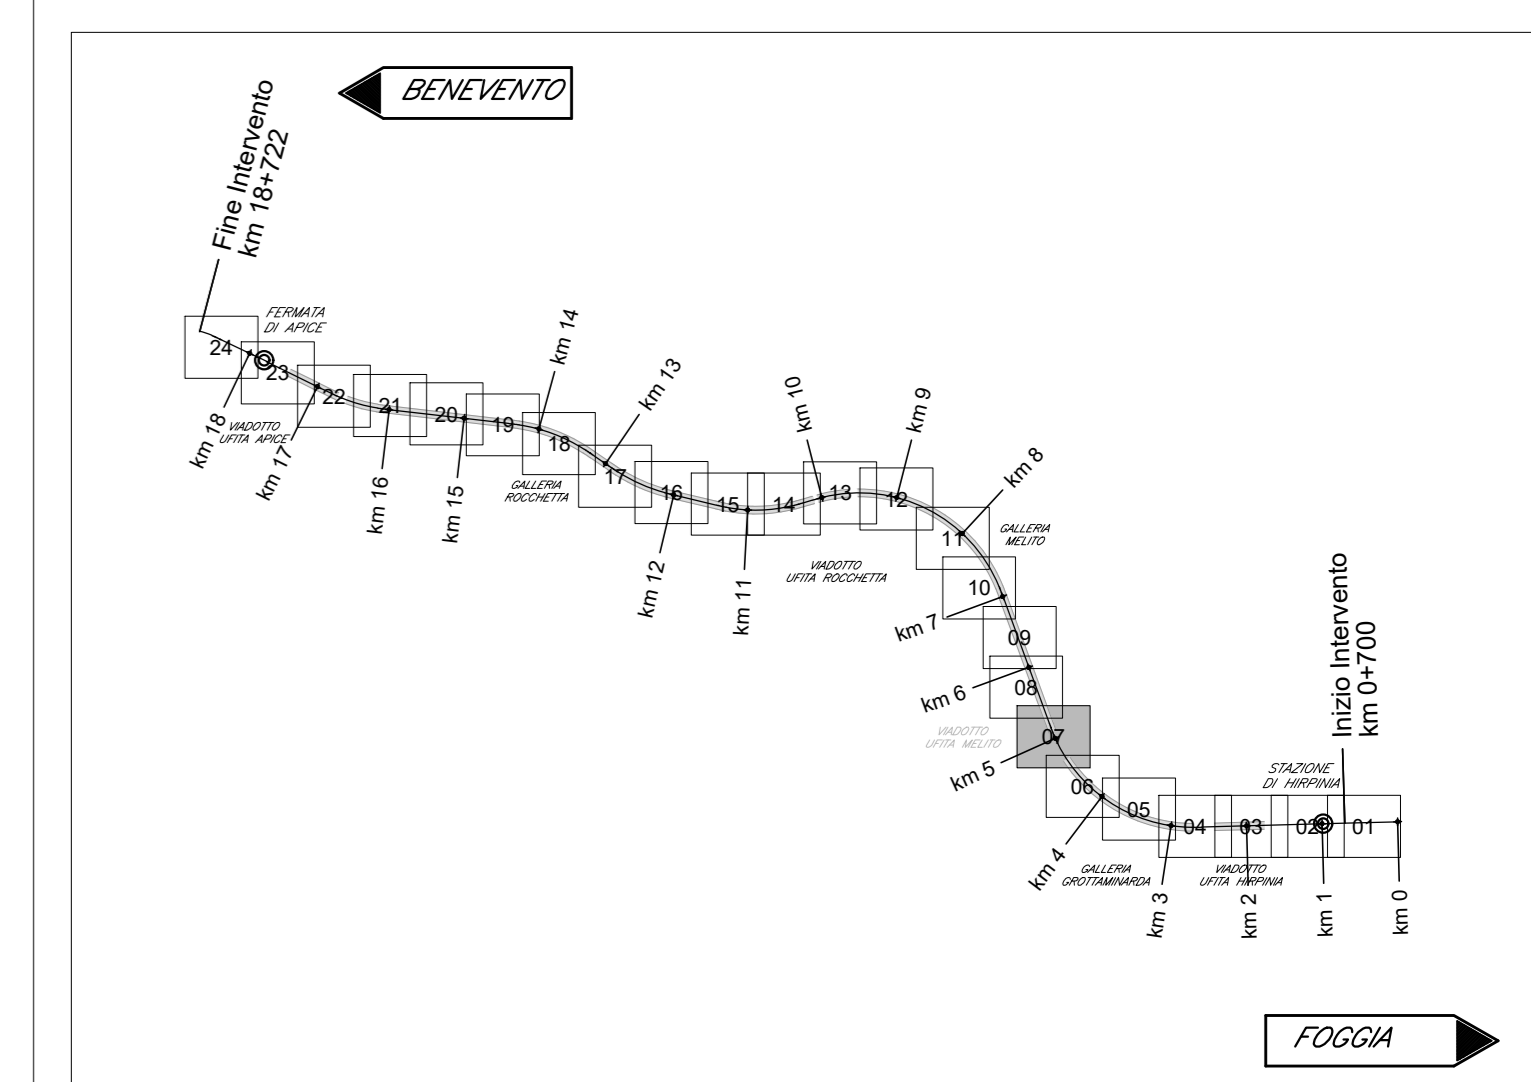 BENEVENTO
Fine Intervento
km 18+722
FERMATA
DI APICE
24
23
22
21
20
19
18
17
16
15
14
13
12
11
10
09
08
07
06
05
04
03
02
01
km 18
VIADOTTO
UFITA APICE
km 17
km 16
km 15
km 14
GALLERIA
ROCCHETTA
km 13
km 12
km 11
km 10
VIADOTTO
UFITA ROCCHETTA
km 9
km 8
GALLERIA
MELITO
km 7
km 6
VIADOTTO
UFITA MELITO
km 5
km 4
GALLERIA
GROTTAMINARDA
km 3
VIADOTTO
UFITA HIRPINIA
km 2
STAZIONE
DI HIRPINIA
km 1
Inizio Intervento
km 0+700
km 0
FOGGIA